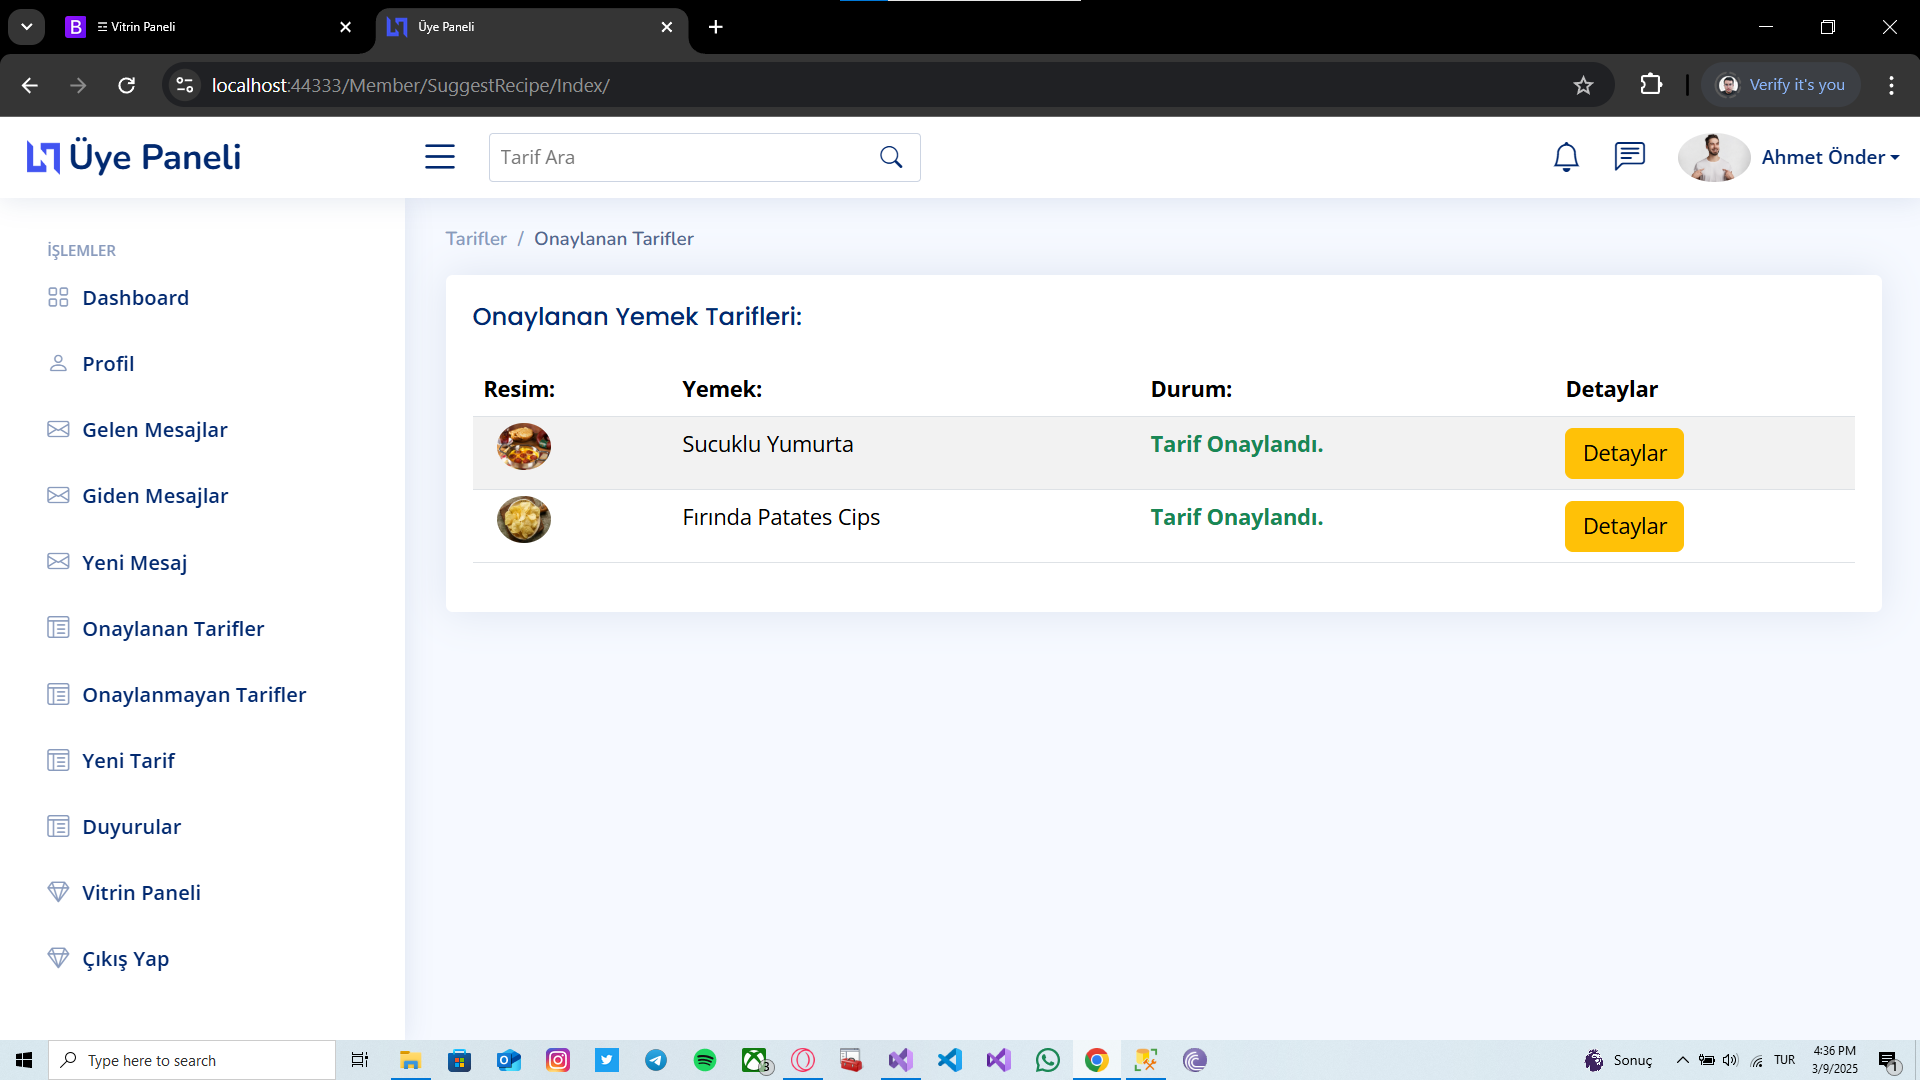 Vitrin Paneli
Üye Paneli
localhost:44333/Member/SuggestRecipe/Index/
Verify it's you
Üye Paneli
Tarif Ara
Ahmet Önder
İŞLEMLER
Dashboard
Profil
Gelen Mesajlar
Giden Mesajlar
Yeni Mesaj
Onaylanan Tarifler
Onaylanmayan Tarifler
Yeni Tarif
Duyurular
Vitrin Paneli
Çıkış Yap
Tarifler / Onaylanan Tarifler
Onaylanan Yemek Tarifleri:
Resim: Yemek: Durum: Detaylar
Sucuklu Yumurta Tarif Onaylandı. Detaylar
Fırında Patates Cips Tarif Onaylandı. Detaylar
Type here to search
3
Sonuç
TUR
4:36 PM
3/9/2025
1